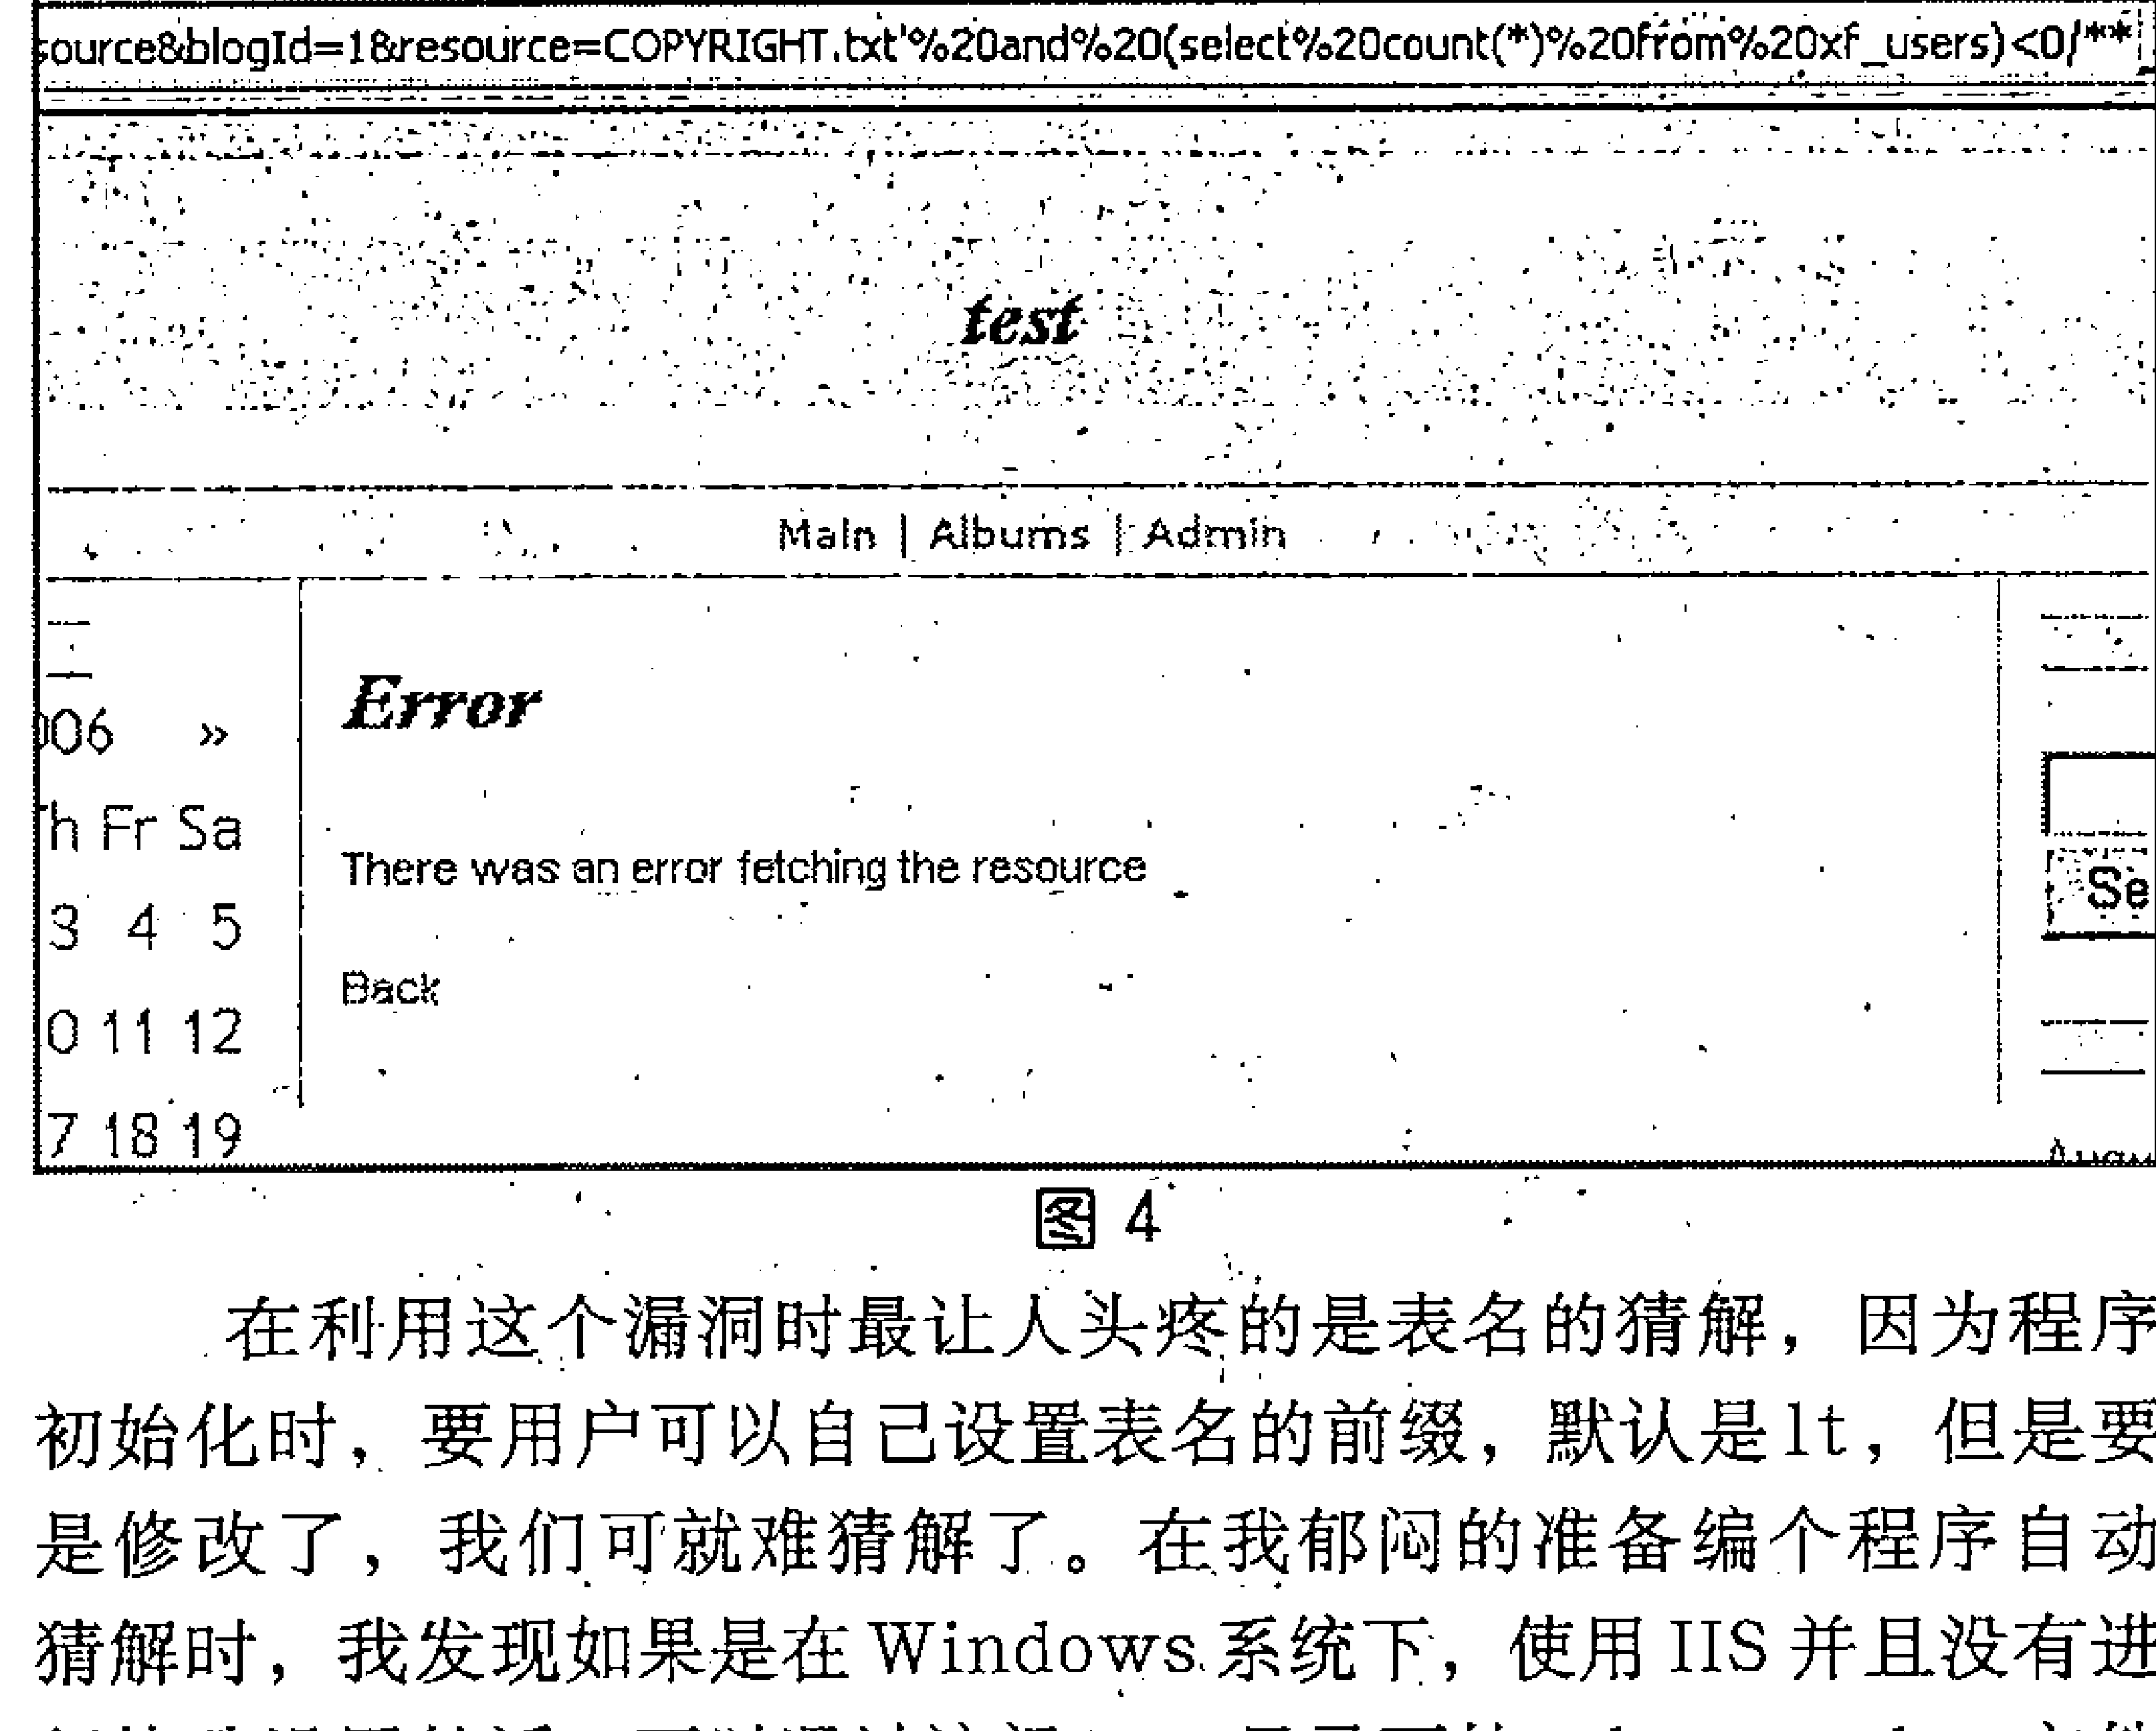 source&blogId=1&resource=COPYRIGHT.txt'%20and%20(select%20count(*)%20from%20xf_users)<0/**
test
Main | Albums | Admin
Error
006 »
Th Fr Sa
3 4 5
0 11 12
7 18 19
There was an error fetching the resource
Back
Se
图 4
在利用这个漏洞时最让人头疼的是表名的猜解，因为程序
初始化时，要用户可以自己设置表名的前缀，默认是lt，但是要
是修改了，我们可就难猜解了。在我郁闷的准备编个程序自动
猜解时，我发现如果是在Windows系统下，使用IIS并且没有进